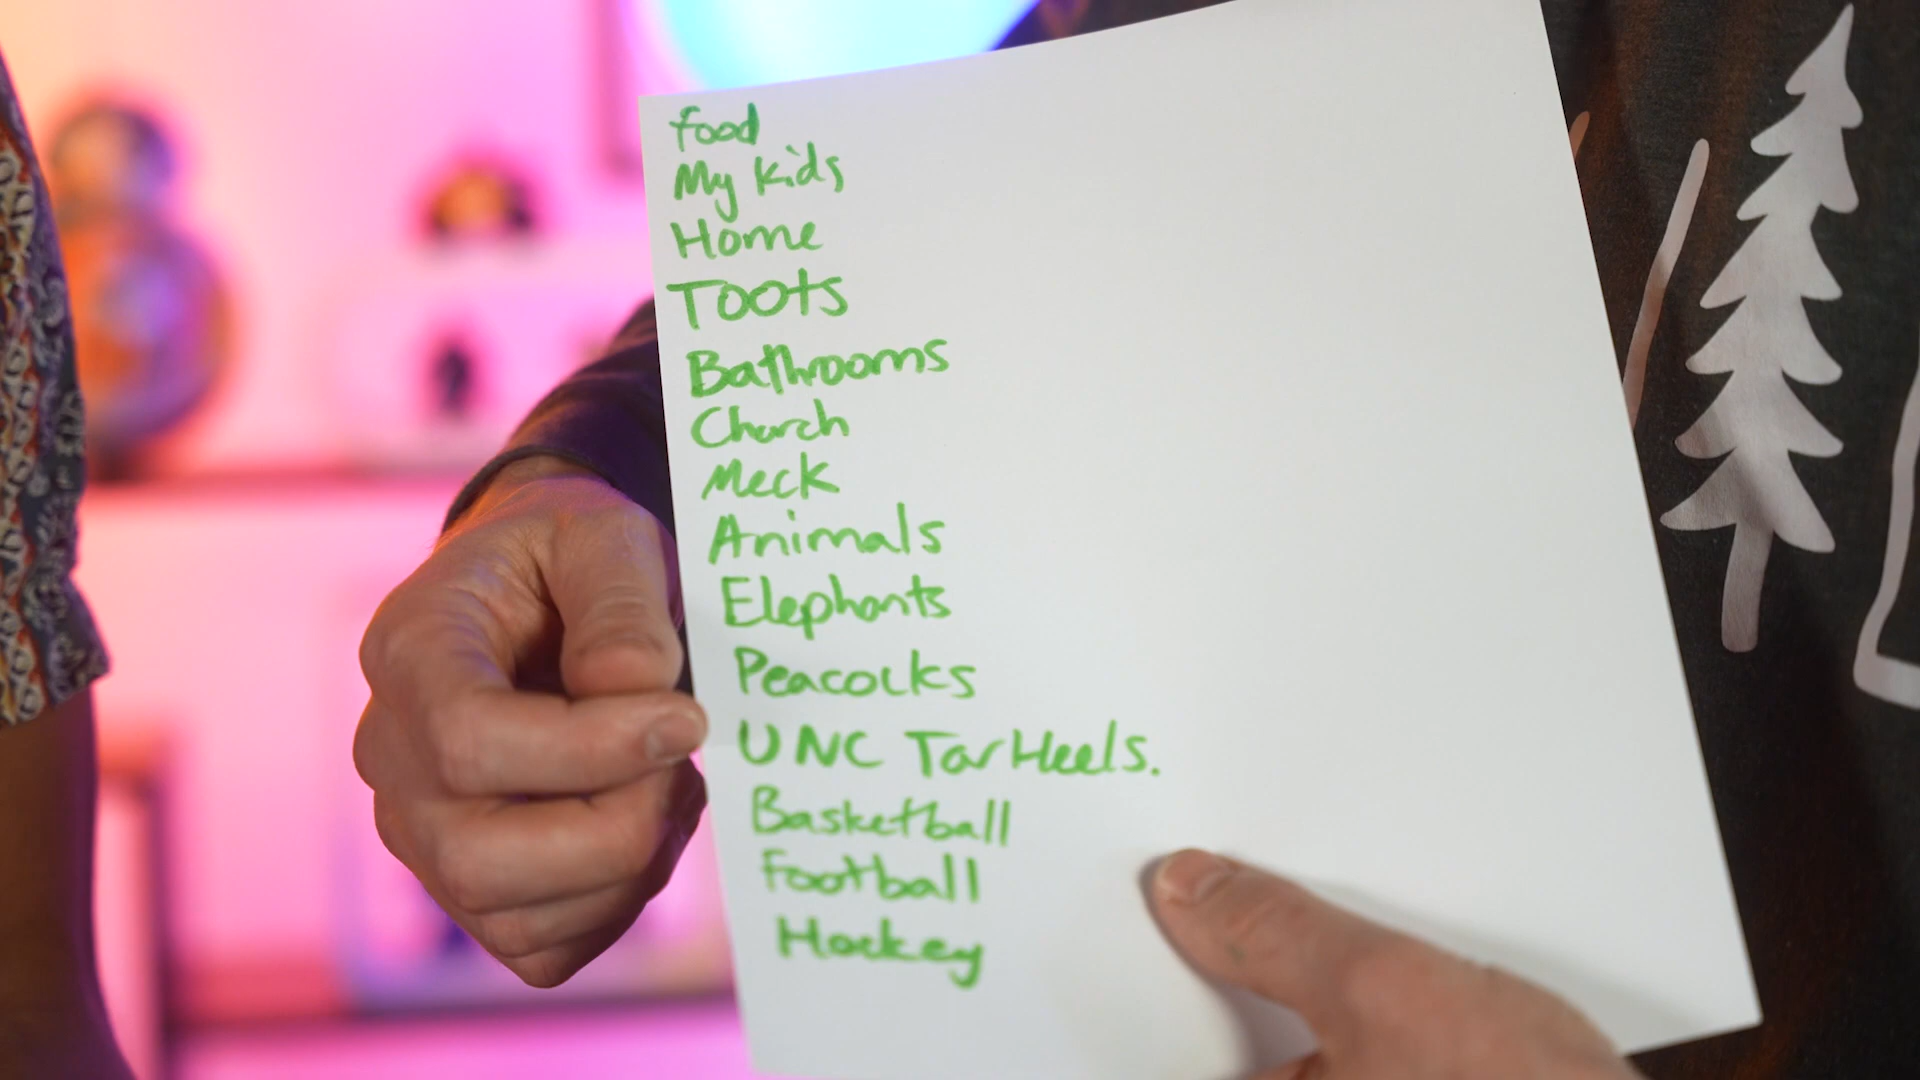 food
My kids
Home
Toots
Bathrooms
Church
Meck
Animals
Elephants
Peacocks
UNC TarHeels.
Basketball
Football
Hockey